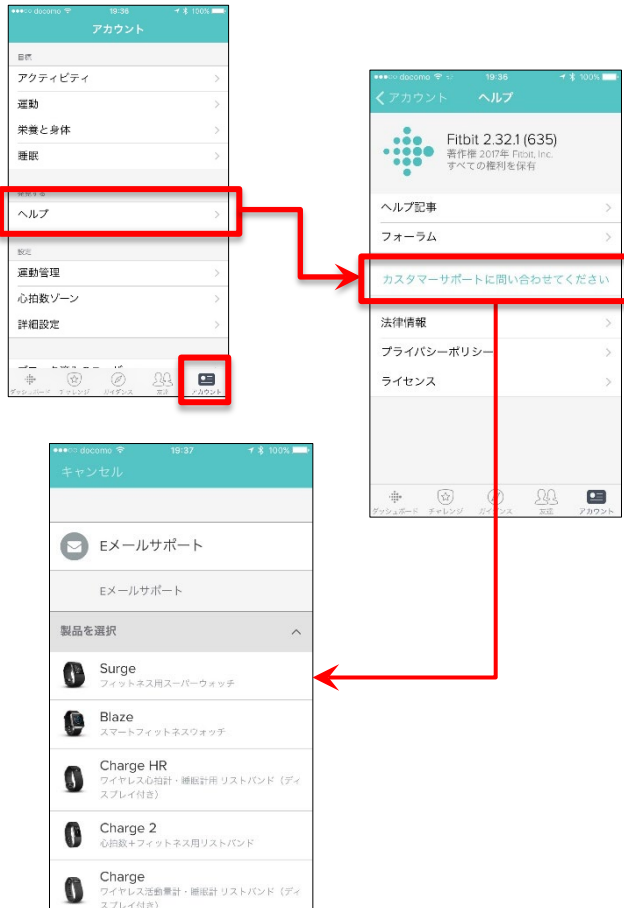 docomo 19:36 100%
アカウント
目標
アクティビティ
運動
栄養と身体
睡眠
ヘルプ
設定
運動管理
心拍数ゾーン
詳細設定
ダッシュボード チャレンジ ガイダンス 友達 アカウント
docomo 19:36 100%
アカウント ヘルプ
Fitbit 2.32.1 (635)
著作権 2017年 Fitbit, Inc.
すべての権利を保有
ヘルプ記事
フォーラム
カスタマーサポートに問い合わせてください
法律情報
プライバシーポリシー
ライセンス
ダッシュボード チャレンジ ガイダンス 友達 アカウント
docomo 19:37 100%
キャンセル
Eメールサポート
Eメールサポート
製品を選択
Surge
フィットネス用スーパーウォッチ
Blaze
スマートフィットネスウォッチ
Charge HR
ワイヤレス心拍計・睡眠計用 リストバンド（ディ
スプレイ付き）
Charge 2
心拍数＋フィットネス用リストバンド
Charge
ワイヤレス活動量計・睡眠計 リストバンド（ディ
スプレイ付き）